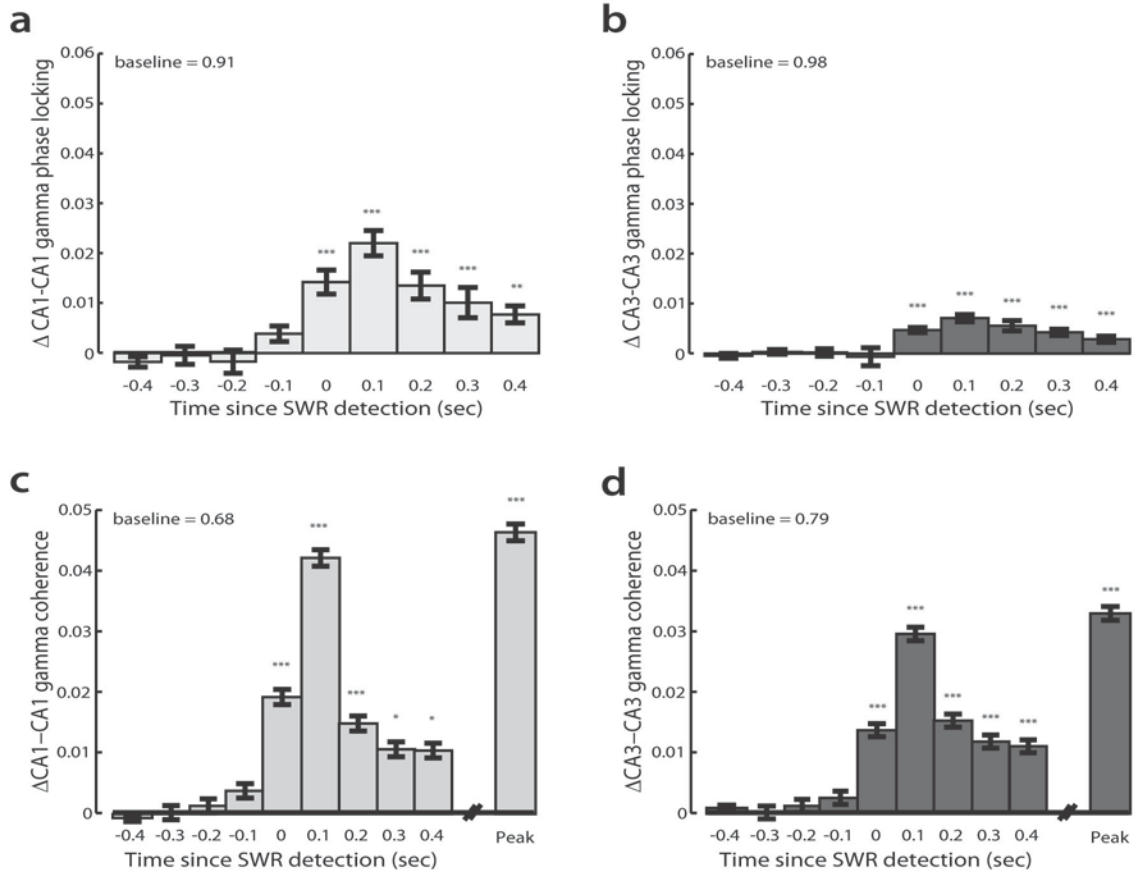 a
0.06
baseline = 0.91
0.05
0.04
0.03
0.02
0.01
0
Δ CA1-CA1 gamma phase locking
*** *** *** *** **
-0.4 -0.3 -0.2 -0.1 0 0.1 0.2 0.3 0.4
Time since SWR detection (sec)
b
0.06
baseline = 0.98
0.05
0.04
0.03
0.02
0.01
0
Δ CA3-CA3 gamma phase locking
*** *** *** *** ***
-0.4 -0.3 -0.2 -0.1 0 0.1 0.2 0.3 0.4
Time since SWR detection (sec)
c
0.05
baseline = 0.68
0.04
0.03
0.02
0.01
0
ΔCA1–CA1 gamma coherence
*** *** *** * * ***
-0.4 -0.3 -0.2 -0.1 0 0.1 0.2 0.3 0.4 Peak
Time since SWR detection (sec)
d
0.05
baseline = 0.79
0.04
0.03
0.02
0.01
0
ΔCA3–CA3 gamma coherence
*** *** *** *** *** ***
-0.4 -0.3 -0.2 -0.1 0 0.1 0.2 0.3 0.4 Peak
Time since SWR detection (sec)